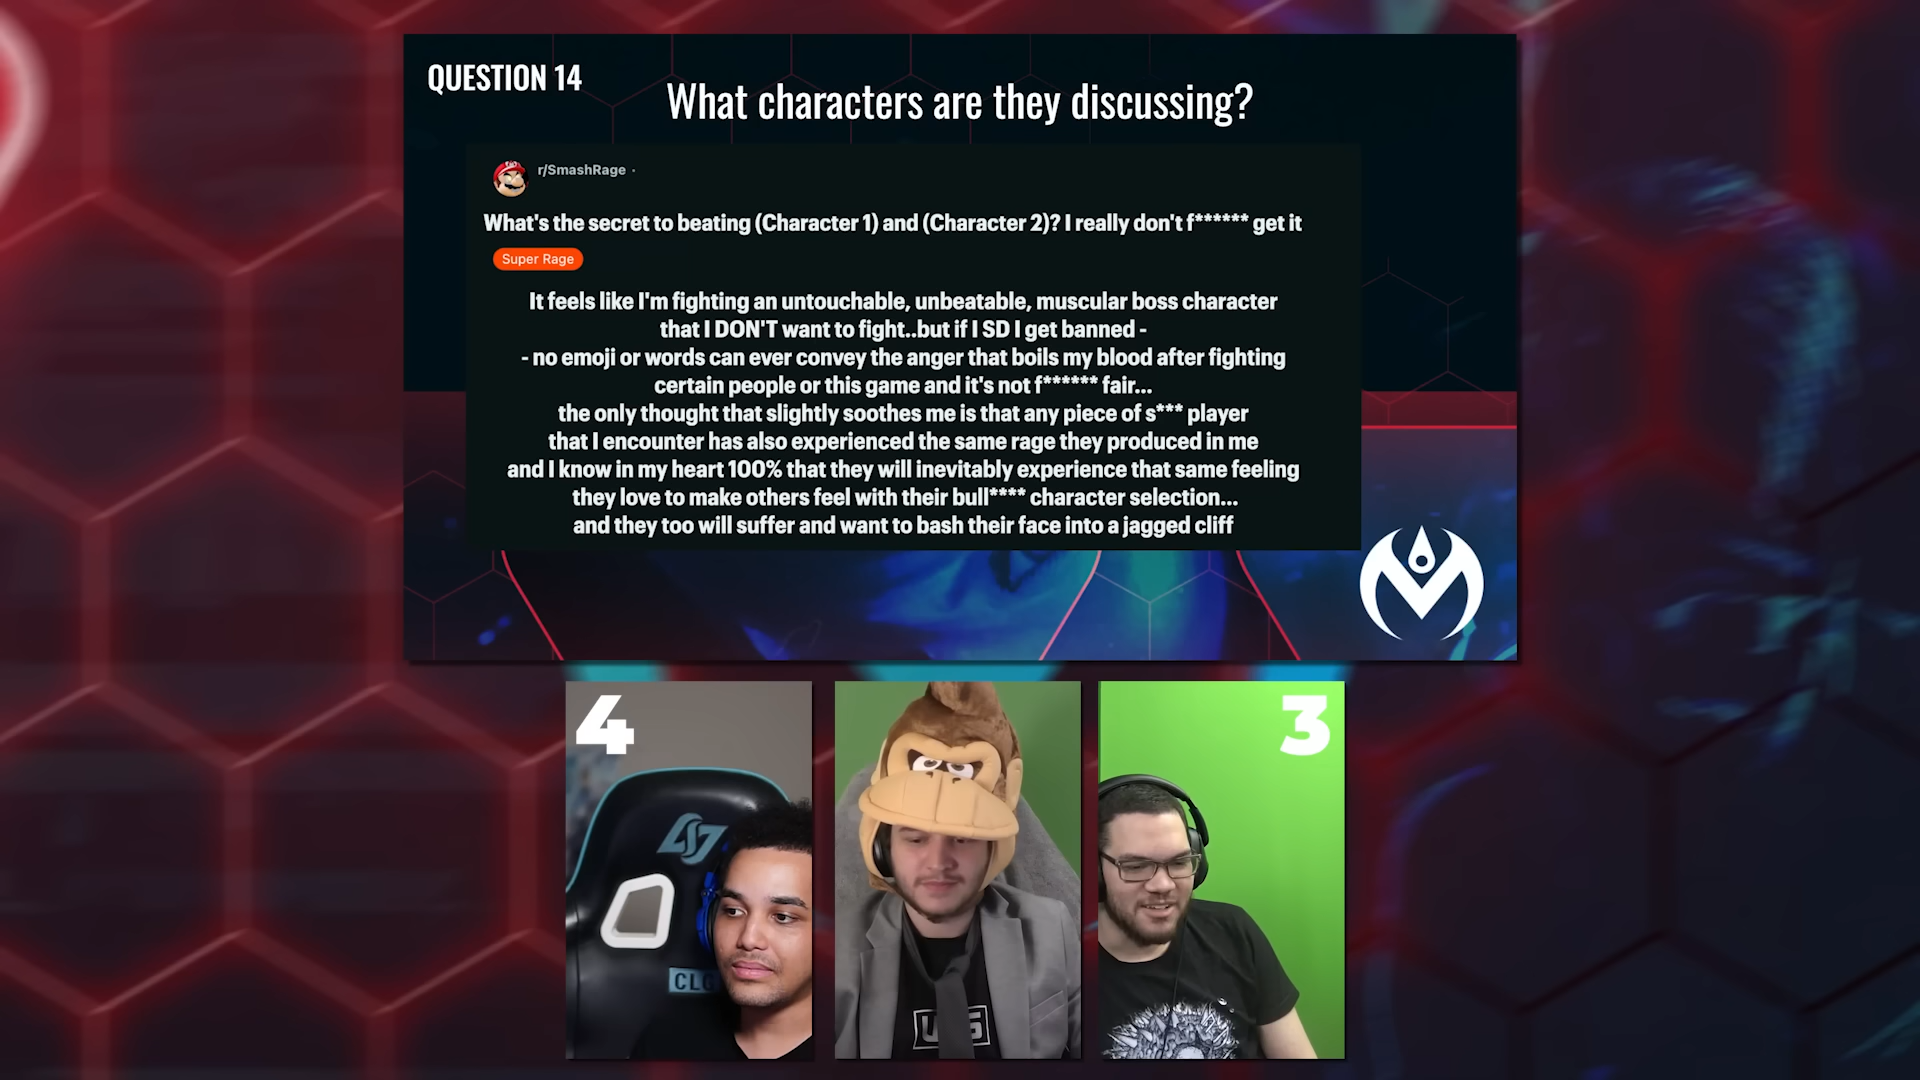 QUESTION 14
What characters are they discussing?
r/SmashRage ·
What's the secret to beating (Character 1) and (Character 2)? I really don't f****** get it
Super Rage
It feels like I'm fighting an untouchable, unbeatable, muscular boss character
that I DON'T want to fight..but if I SD I get banned -
- no emoji or words can ever convey the anger that boils my blood after fighting
certain people or this game and it's not f****** fair...
the only thought that slightly soothes me is that any piece of s*** player
that I encounter has also experienced the same rage they produced in me
and I know in my heart 100% that they will inevitably experience that same feeling
they love to make others feel with their bull**** character selection...
and they too will suffer and want to bash their face into a jagged cliff
4
3
CLG